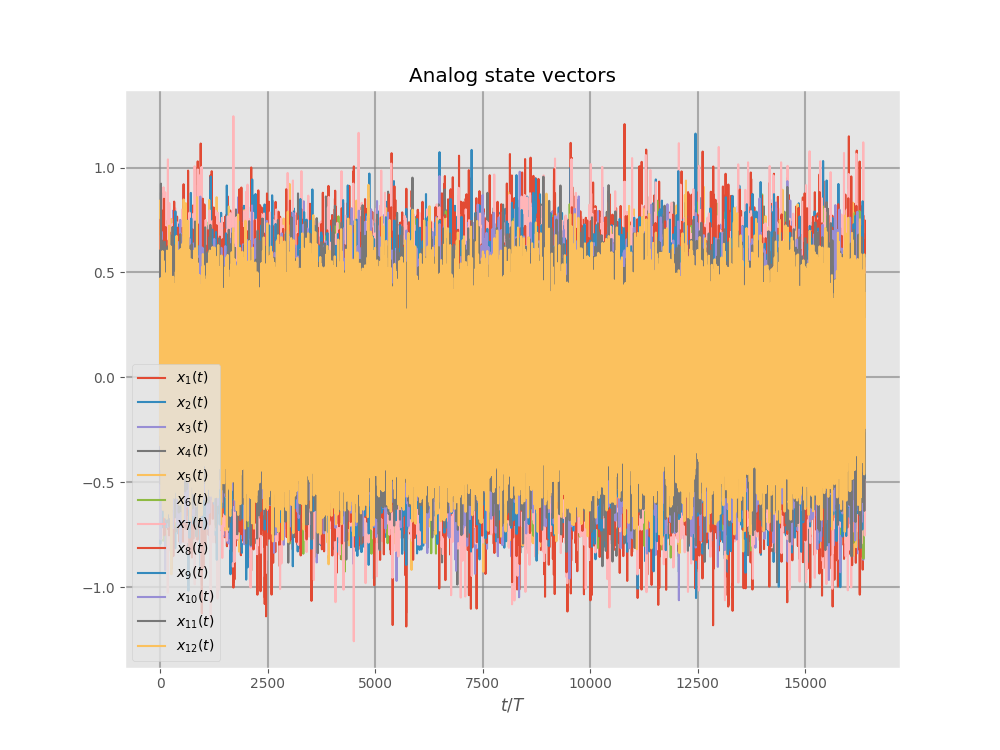 Analog state vectors
1.0
0.5
0.0
−0.5
−1.0
x₁(t)
x₂(t)
x₃(t)
x₄(t)
x₅(t)
x₆(t)
x₇(t)
x₈(t)
x₉(t)
x₁₀(t)
x₁₁(t)
x₁₂(t)
0 2500 5000 7500 10000 12500 15000
t/T